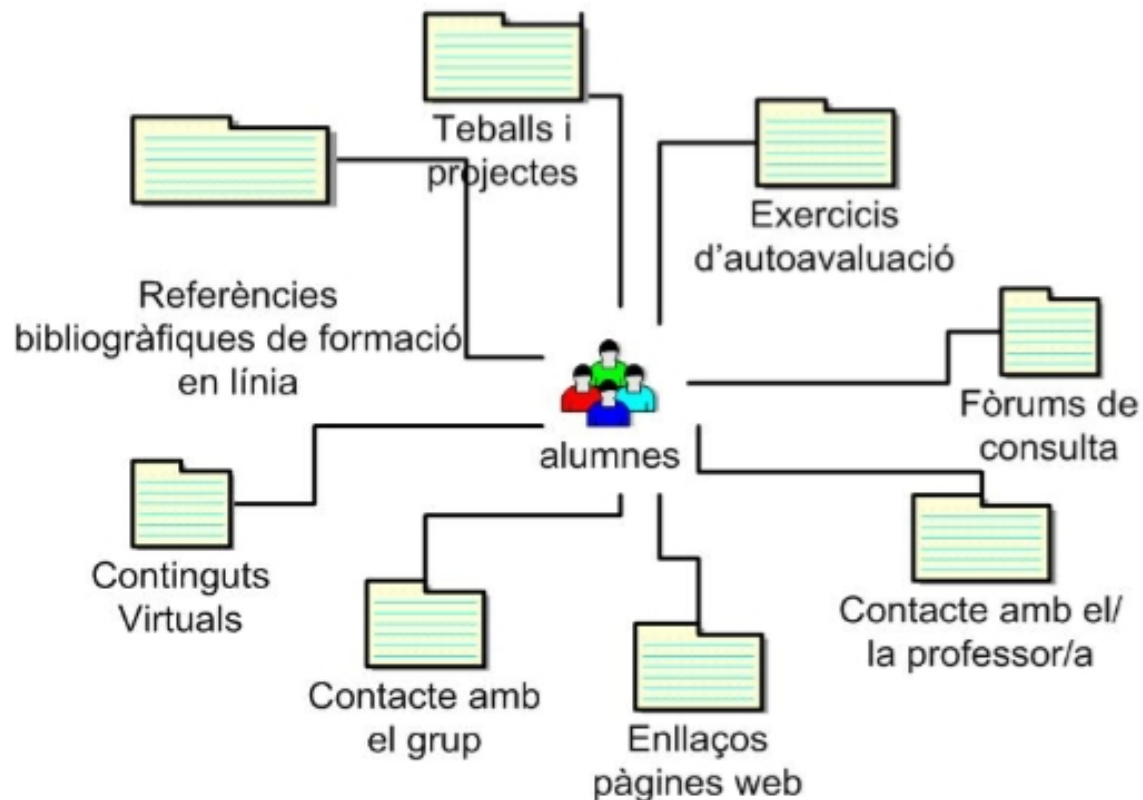 Teballs i
projectes
Exercicis
d'autoavaluació
Referències
bibliogràfiques de formació
en línia
Fòrums de
consulta
alumnes
Continguts
Virtuals
Contacte amb el/
la professor/a
Contacte amb
el grup
Enllaços
pàgines web